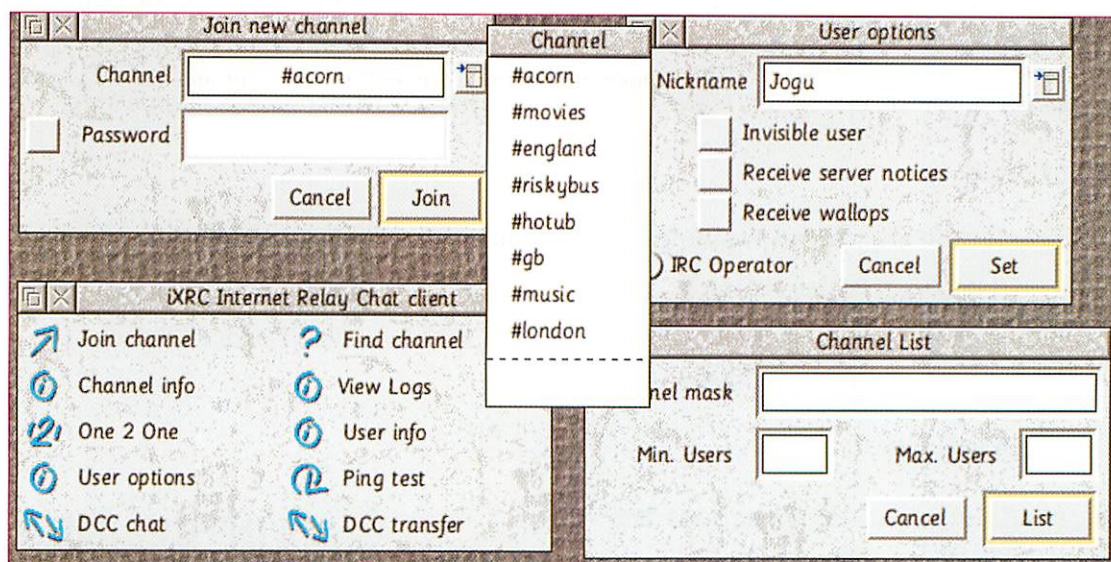 Join new channel
Channel
#acorn
Password
Cancel
Join
Channel
#acorn
#movies
#england
#riskybus
#hotub
#gb
#music
#london
User options
Nickname
Jogu
Invisible user
Receive server notices
Receive wallops
IRC Operator
Cancel
Set
iXRC Internet Relay Chat client
Join channel
Find channel
Channel info
View Logs
One 2 One
User info
User options
Ping test
DCC chat
DCC transfer
Channel List
nel mask
Min. Users
Max. Users
Cancel
List